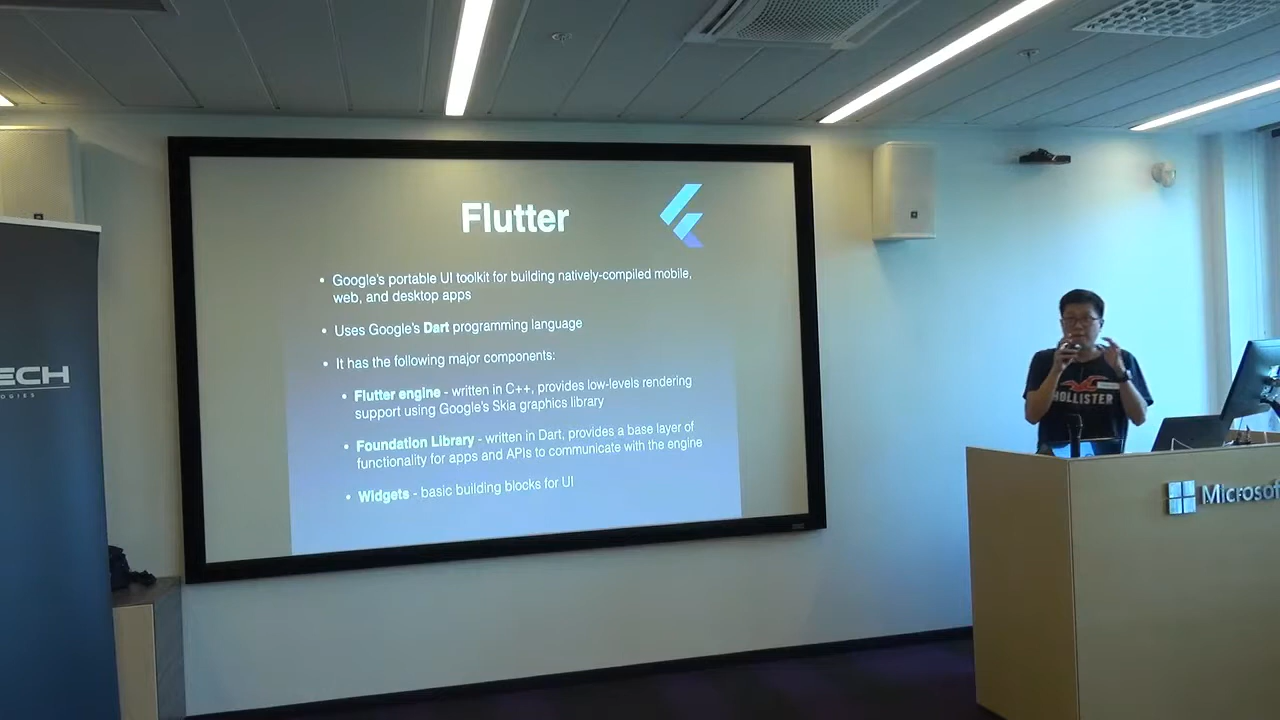 Flutter
• Google's portable UI toolkit for building natively-compiled mobile,
web, and desktop apps
• Uses Google's Dart programming language
• It has the following major components:
• Flutter engine - written in C++, provides low-levels rendering
support using Google's Skia graphics library
• Foundation Library - written in Dart, provides a base layer of
functionality for apps and APIs to communicate with the engine
• Widgets - basic building blocks for UI
ECH
OGIES
HOLLISTER
Microsof